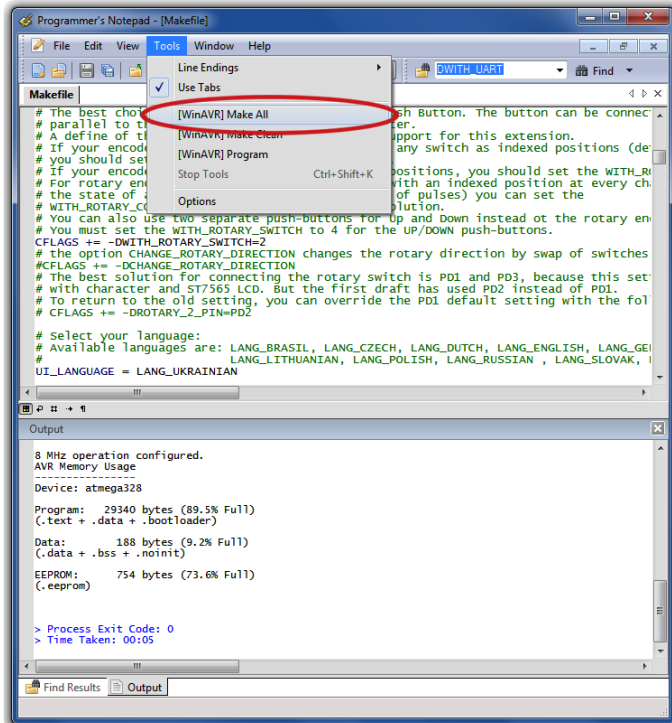 Programmer's Notepad - [Makefile]
File Edit View Tools Window Help
DWITH_UART Find
Makefile
Line Endings
Use Tabs
[WinAVR] Make All
[WinAVR] Make Clean
[WinAVR] Program
Stop Tools Ctrl+Shift+K
Options
# The best choi sh Button. The button can be connec
# parallel to th er.
# A define of th pport for this extension.
# If your encode any switch as indexed positions (de
# you should set
# If your encode positions, you should set the WITH_R
# For rotary en with an indexed position at every ch
# the state of a of pulses) you can set the
# WITH_ROTARY_CO lution.
# You can also use two separate push-buttons for Up and Down instead ot the rotary en
# You must set the WITH_ROTARY_SWITCH to 4 for the UP/DOWN push-buttons.
CFLAGS += -DWITH_ROTARY_SWITCH=2
# the option CHANGE_ROTARY_DIRECTION changes the rotary direction by swap of switches
#CFLAGS += -DCHANGE_ROTARY_DIRECTION
# The best solution for connecting the rotary switch is PD1 and PD3, because this set
# with character and ST7565 LCD. But the first draft has used PD2 instead of PD1.
# To return to the old setting, you can override the PD1 default setting with the fol
# CFLAGS += -DROTARY_2_PIN=PD2
# Select your language:
# Available languages are: LANG_BRASIL, LANG_CZECH, LANG_DUTCH, LANG_ENGLISH, LANG_GE
# LANG_LITHUANIAN, LANG_POLISH, LANG_RUSSIAN , LANG_SLOVAK,
UI_LANGUAGE = LANG_UKRAINIAN
Output
8 MHz operation configured.
AVR Memory Usage
----------------
Device: atmega328
Program: 29340 bytes (89.5% Full)
(.text + .data + .bootloader)
Data: 188 bytes (9.2% Full)
(.data + .bss + .noinit)
EEPROM: 754 bytes (73.6% Full)
(.eeprom)
> Process Exit Code: 0
> Time Taken: 00:05
Find Results Output